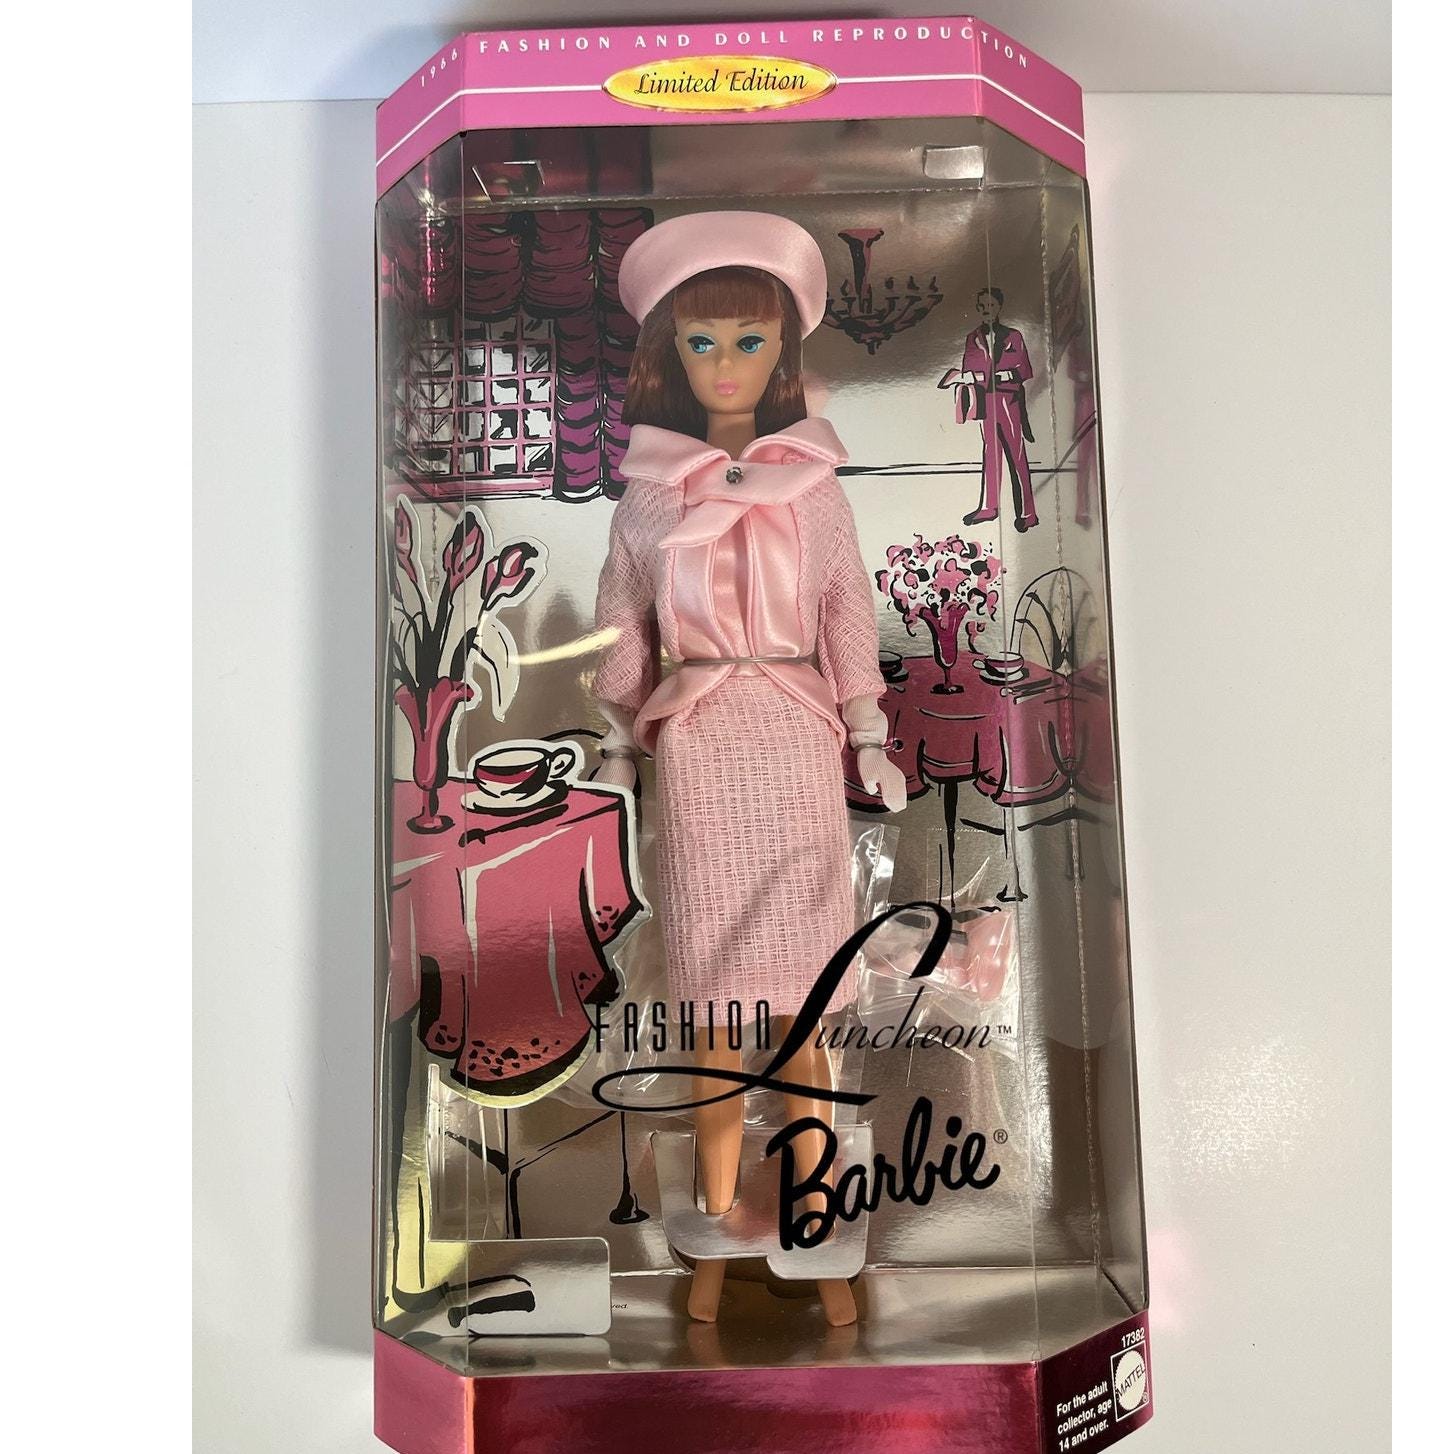 1966 FASHION AND DOLL REPRODUCTION
Limited Edition
FASHION Luncheon™
Barbie®
ved.
17382
MATTEL
For the adult
collector, age
14 and over.